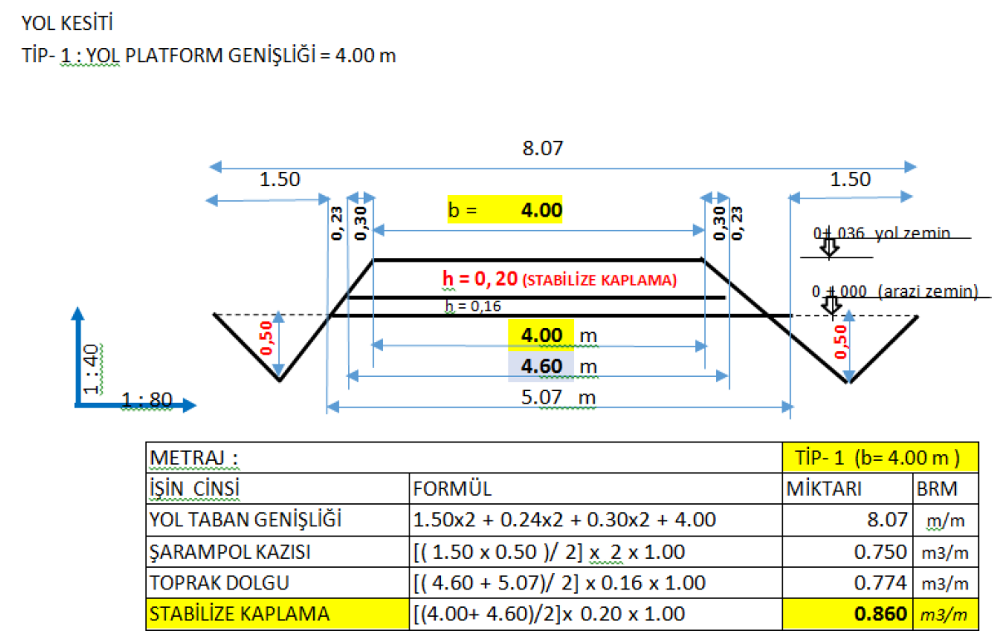 YOL KESİTİ
TİP- 1 : YOL PLATFORM GENİŞLİĞİ = 4.00 m
8.07
1.50
1.50
0, 23
0,30
b = 4.00
0,30
0,23
0+ 036 yol zemin
h = 0, 20 (STABİLİZE KAPLAMA)
0 +000 (arazi zemin)
h = 0,16
0,50
4.00 m
0,50
4.60 m
1 : 40
1 : 80
5.07 m
METRAJ : TİP- 1 (b= 4.00 m )
İŞİN CİNSİ FORMÜL MİKTARI BRM
YOL TABAN GENİŞLİĞİ 1.50x2 + 0.24x2 + 0.30x2 + 4.00 8.07 m/m
ŞARAMPOL KAZISI [( 1.50 x 0.50 )/ 2] x 2 x 1.00 0.750 m3/m
TOPRAK DOLGU [( 4.60 + 5.07)/ 2] x 0.16 x 1.00 0.774 m3/m
STABİLİZE KAPLAMA [(4.00+ 4.60)/2]x 0.20 x 1.00 0.860 m3/m